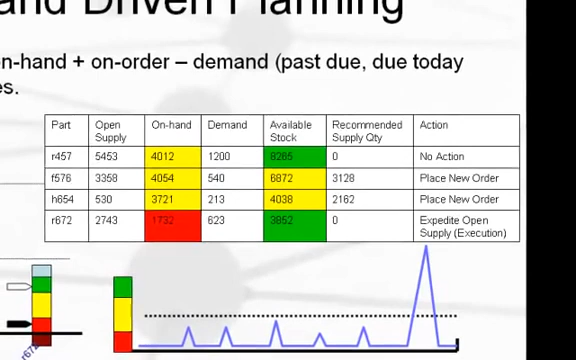 and Driven Planning
n-hand + on-order – demand (past due, due today
es.
Part Open Supply On-hand Demand Available Stock Recommended Supply Qty Action
r457 5453 4012 1200 8265 0 No Action
f576 3358 4054 540 6872 3128 Place New Order
h654 530 3721 213 4038 2162 Place New Order
r672 2743 1732 623 3852 0 Expedite Open Supply (Execution)
r672